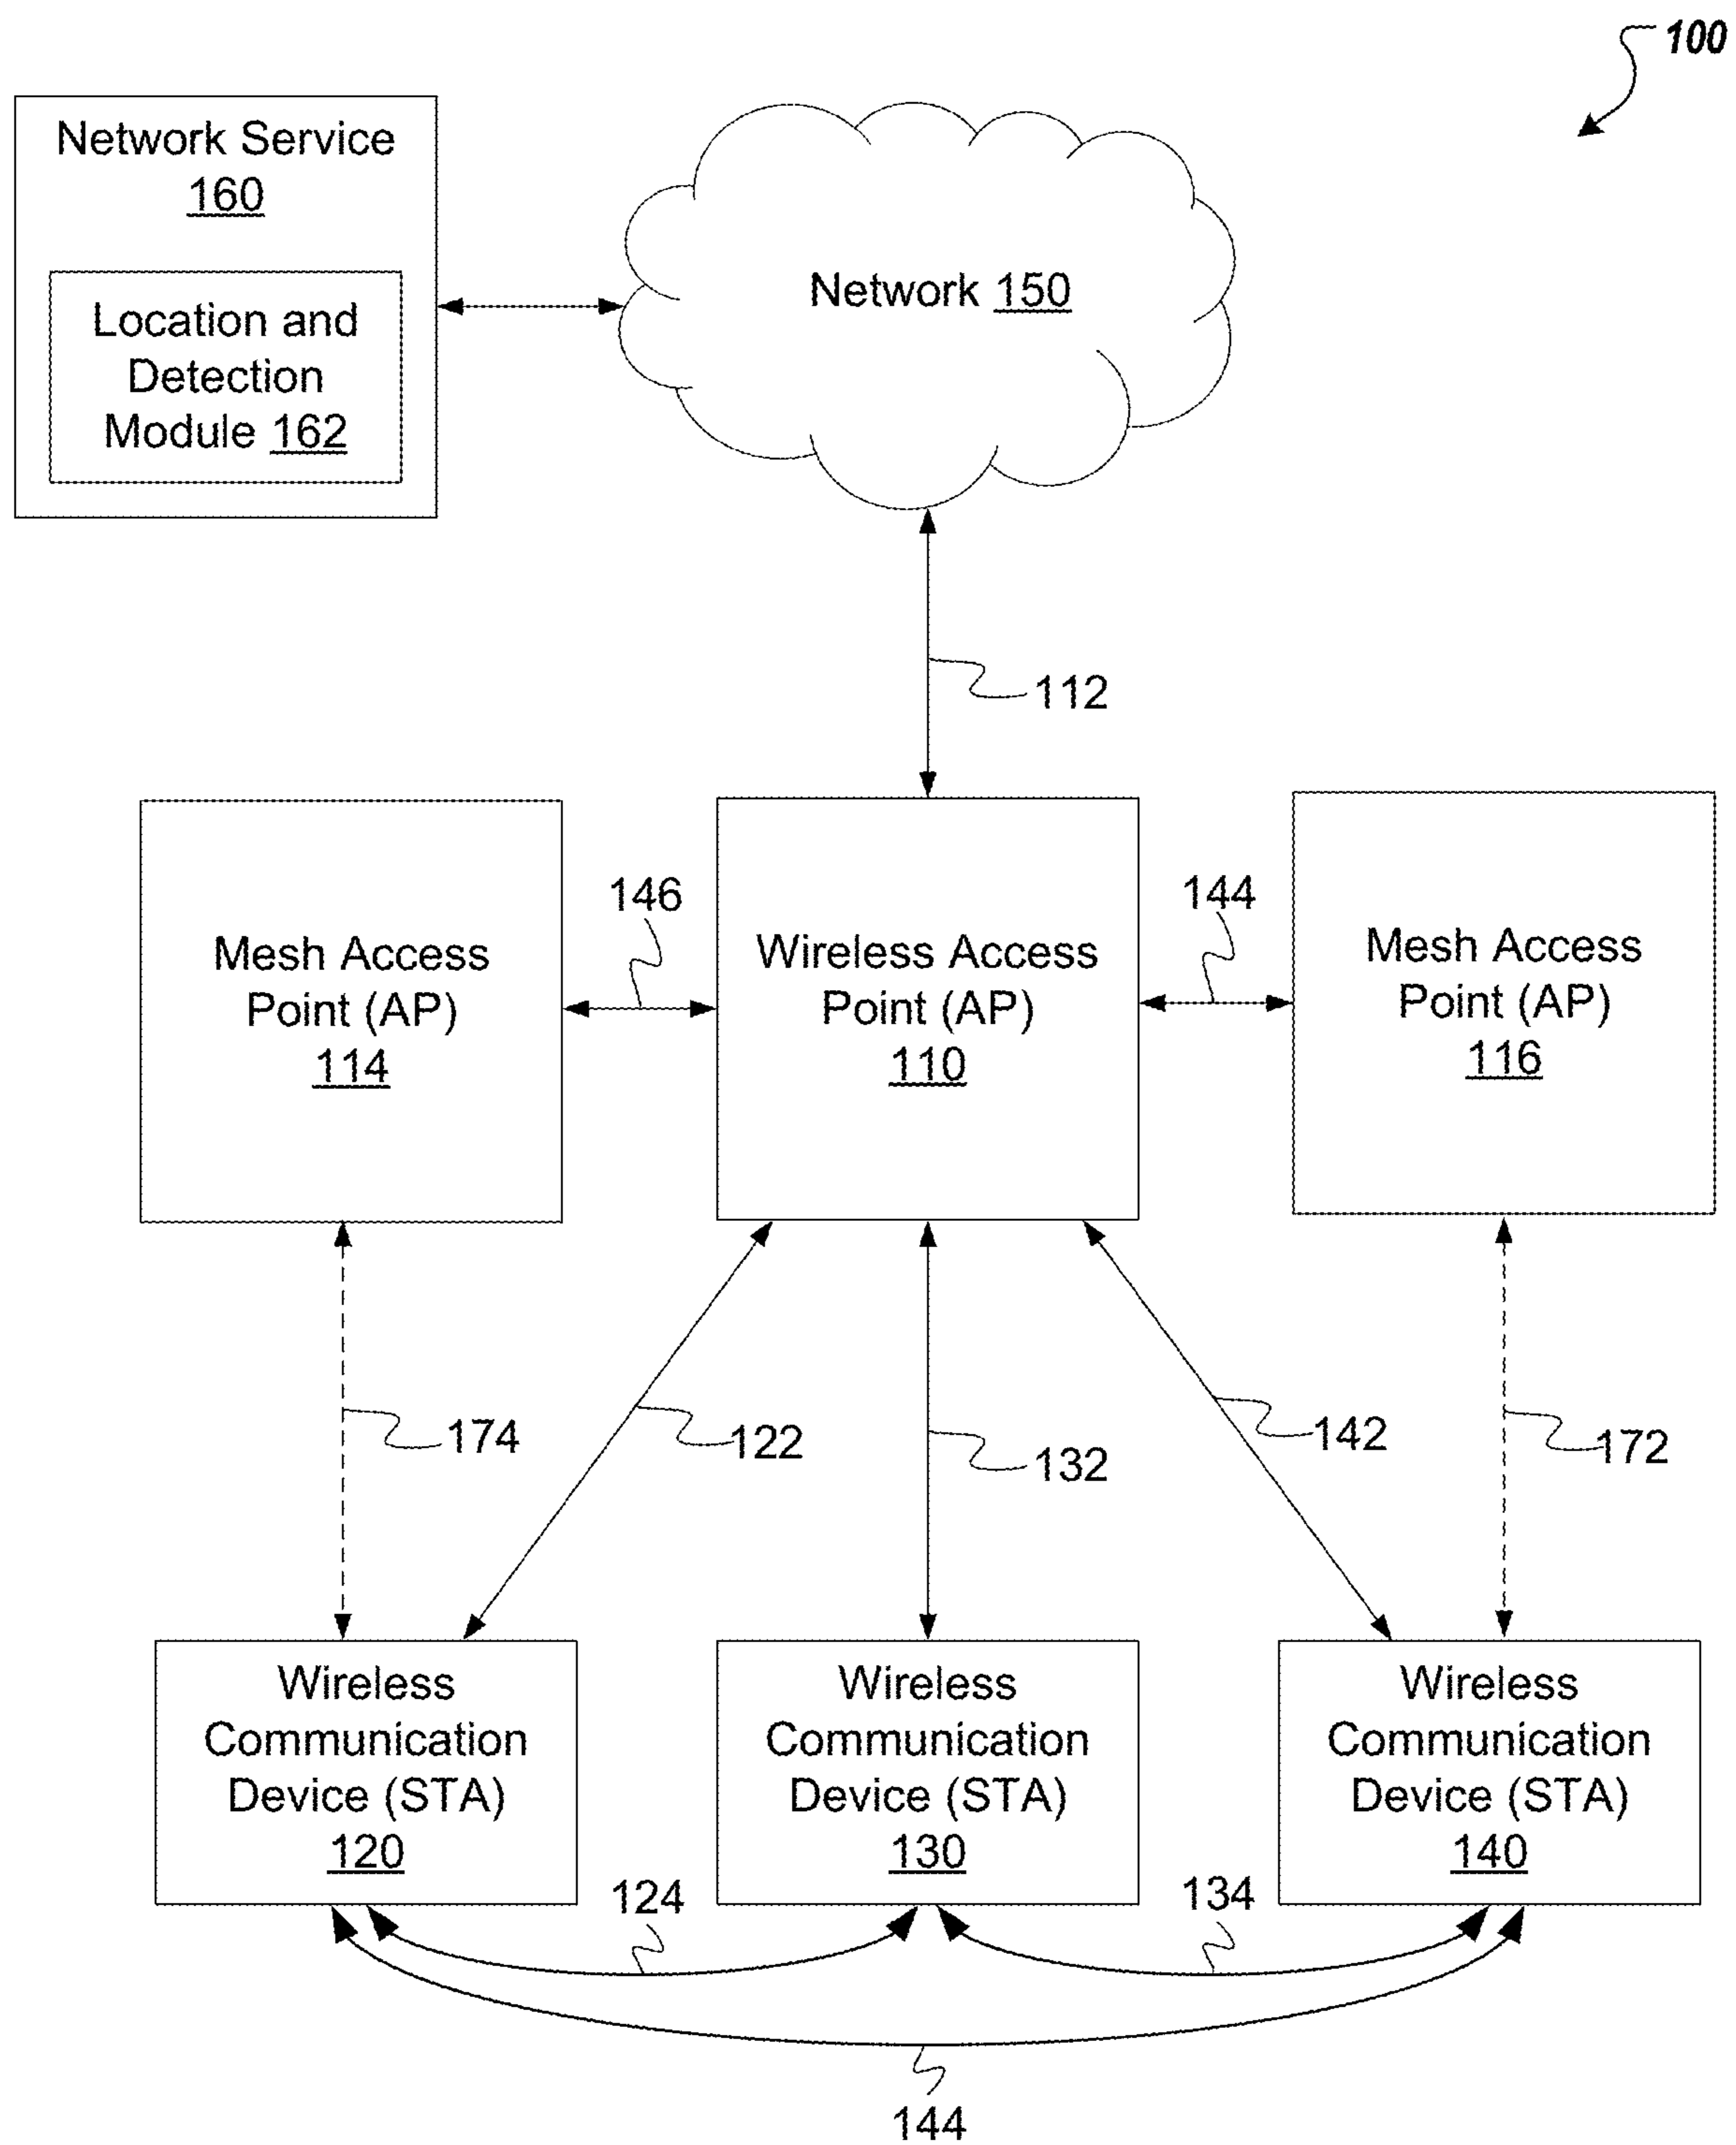 100
Network Service
160
Location and
Detection
Module 162
Network 150
112
146
144
Mesh Access
Point (AP)
114
Wireless Access
Point (AP)
110
Mesh Access
Point (AP)
116
174
122
132
142
172
Wireless
Communication
Device (STA)
120
Wireless
Communication
Device (STA)
130
Wireless
Communication
Device (STA)
140
124
134
144